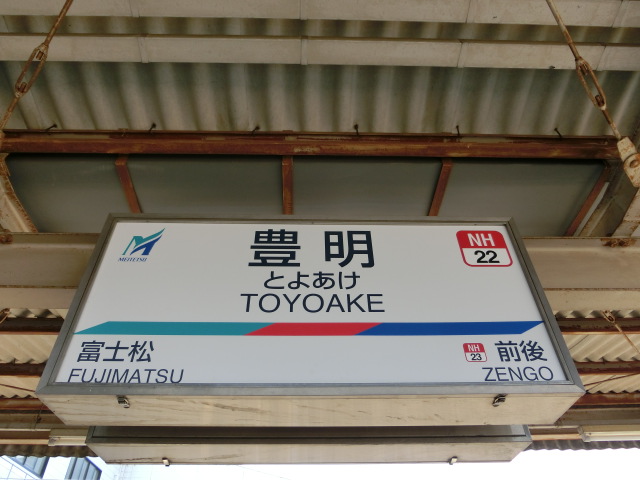 MEITETSU
豊明
とよあけ
TOYOAKE
NH
22
富士松
FUJIMATSU
NH
23
前後
ZENGO